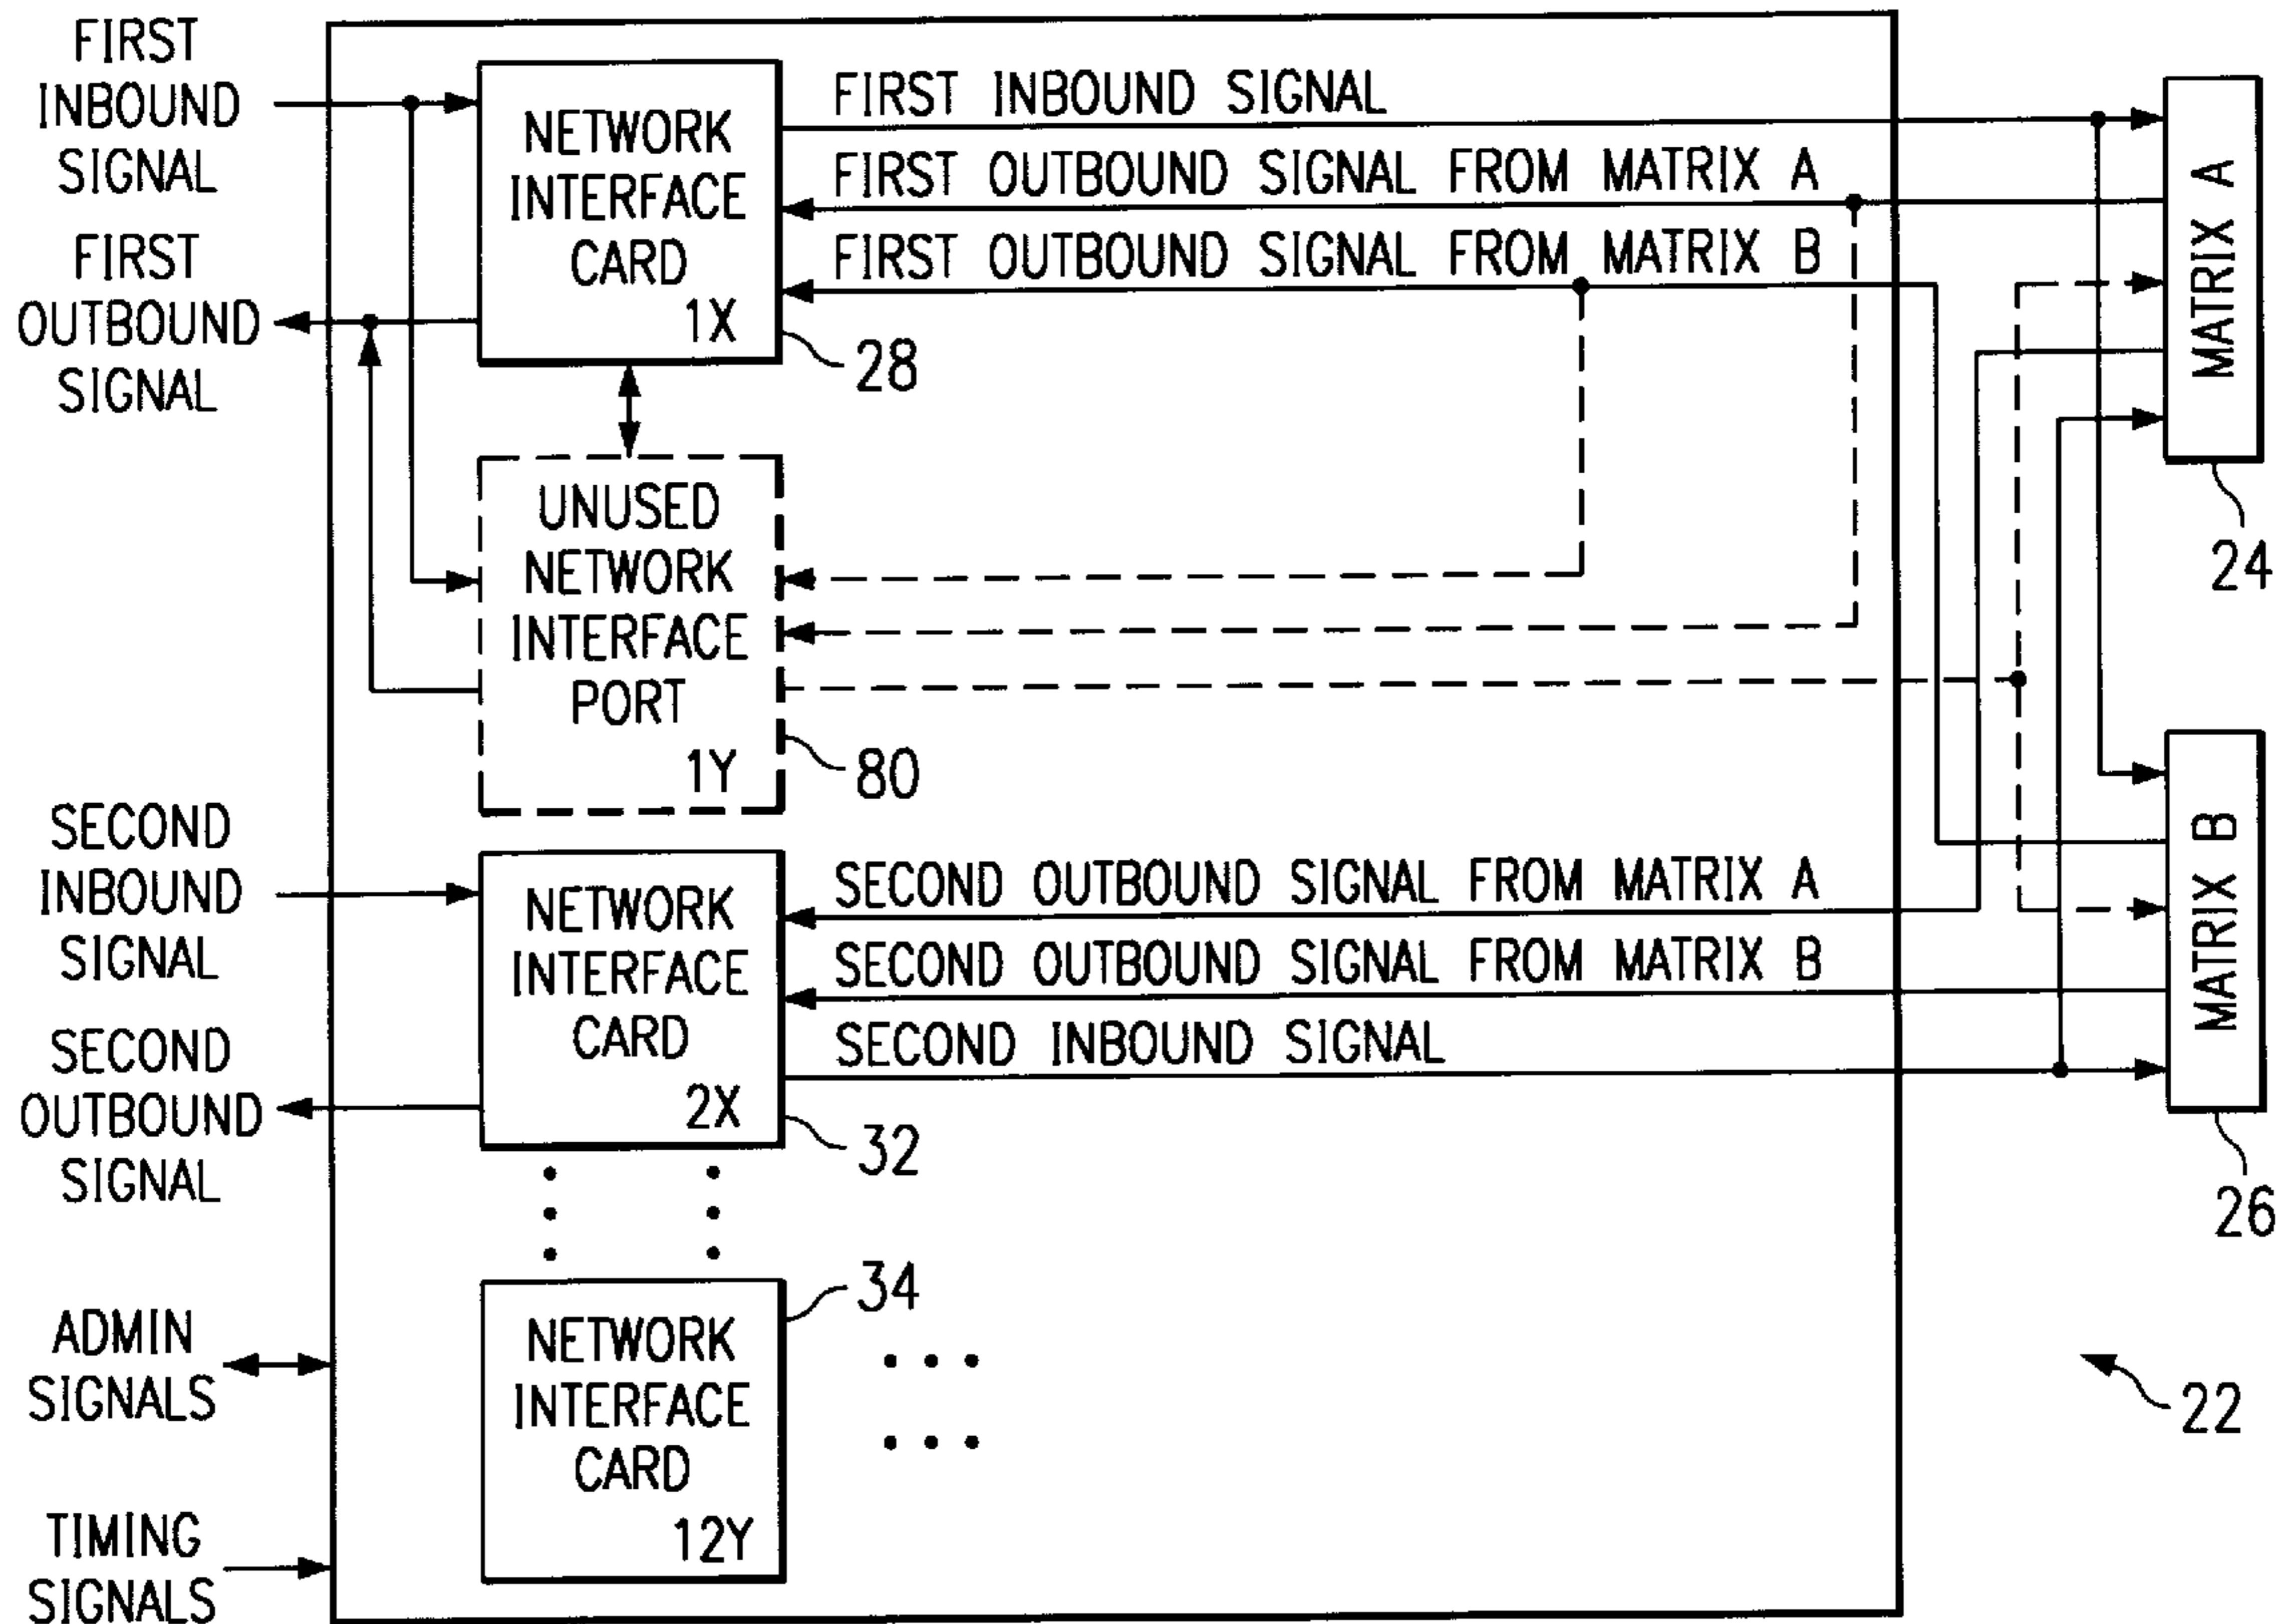 FIRST
INBOUND
SIGNAL
FIRST
OUTBOUND
SIGNAL
NETWORK
INTERFACE
CARD
1X
28
FIRST INBOUND SIGNAL
FIRST OUTBOUND SIGNAL FROM MATRIX A
FIRST OUTBOUND SIGNAL FROM MATRIX B
MATRIX A
24
UNUSED
NETWORK
INTERFACE
PORT
1Y
80
SECOND
INBOUND
SIGNAL
SECOND
OUTBOUND
SIGNAL
NETWORK
INTERFACE
CARD
2X
32
SECOND OUTBOUND SIGNAL FROM MATRIX A
SECOND OUTBOUND SIGNAL FROM MATRIX B
SECOND INBOUND SIGNAL
MATRIX B
26
ADMIN
SIGNALS
TIMING
SIGNALS
34
NETWORK
INTERFACE
CARD
12Y
22